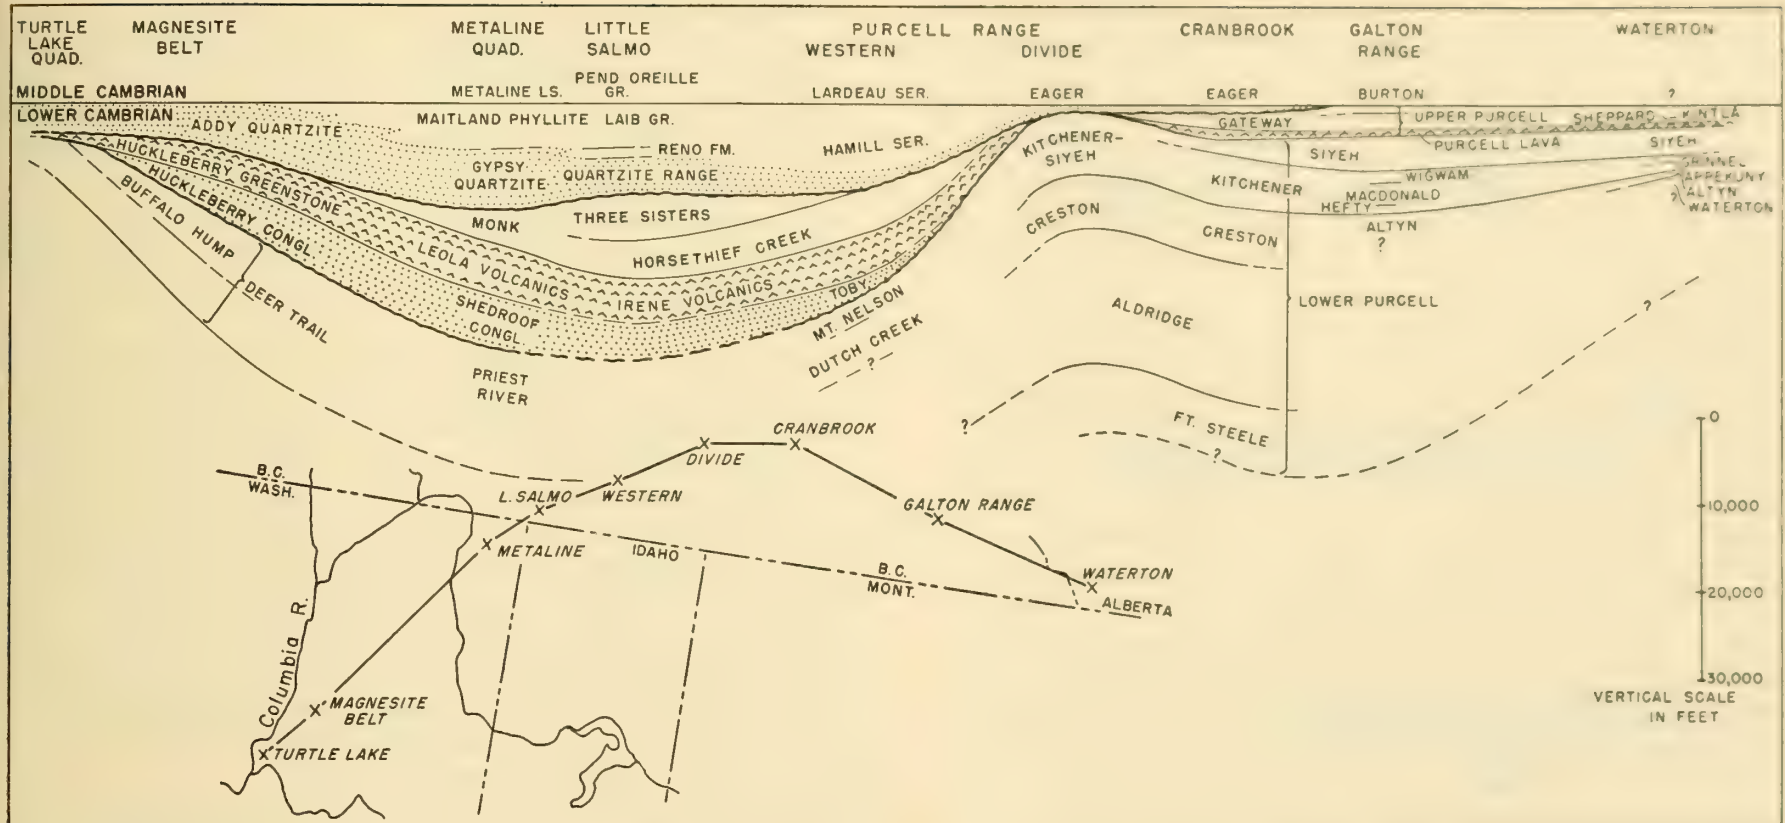 TURTLE
LAKE
QUAD.
MAGNESITE
BELT
METALINE
QUAD.
LITTLE
SALMO
PURCELL RANGE
WESTERN
DIVIDE
CRANBROOK
GALTON
RANGE
WATERTON
MIDDLE CAMBRIAN
METALINE LS.
PEND OREILLE
GR.
LARDEAU SER.
EAGER
EAGER
BURTON
?
LOWER CAMBRIAN
ADDY QUARTZITE
MAITLAND PHYLLITE
LAIB GR.
RENO FM.
HAMILL SER.
GYPSY
QUARTZITE
QUARTZITE RANGE
KITCHENER-
SIYEH
GATEWAY
UPPER PURCELL
SHEPPARD
KINTLA
PURCELL LAVA
SIYEH
SIYEH
WIGWAM
KITCHENER
MACDONALD
HEFTY
ALTYN
?
GRINNEL
APPEKUNY
ALTYN
?
WATERTON
HUCKLEBERRY GREENSTONE
HUCKLEBERRY CONGL
BUFFALO HUMP
DEER TRAIL
MONK
THREE SISTERS
HORSETHIEF CREEK
LEOLA VOLCANICS
IRENE VOLCANICS
TOBY
SHEDROOF
CONGL
MT. NELSON
DUTCH CREEK
?
PRIEST
RIVER
CRESTON
CRESTON
ALDRIDGE
LOWER PURCELL
?
FT. STEELE
?
?
CRANBROOK
DIVIDE
WESTERN
L. SALMO
METALINE
GALTON RANGE
WATERTON
B.C.
WASH.
IDAHO
B.C.
MONT.
ALBERTA
Columbia R.
MAGNESITE
BELT
TURTLE LAKE
0
10,000
20,000
30,000
VERTICAL SCALE
IN FEET